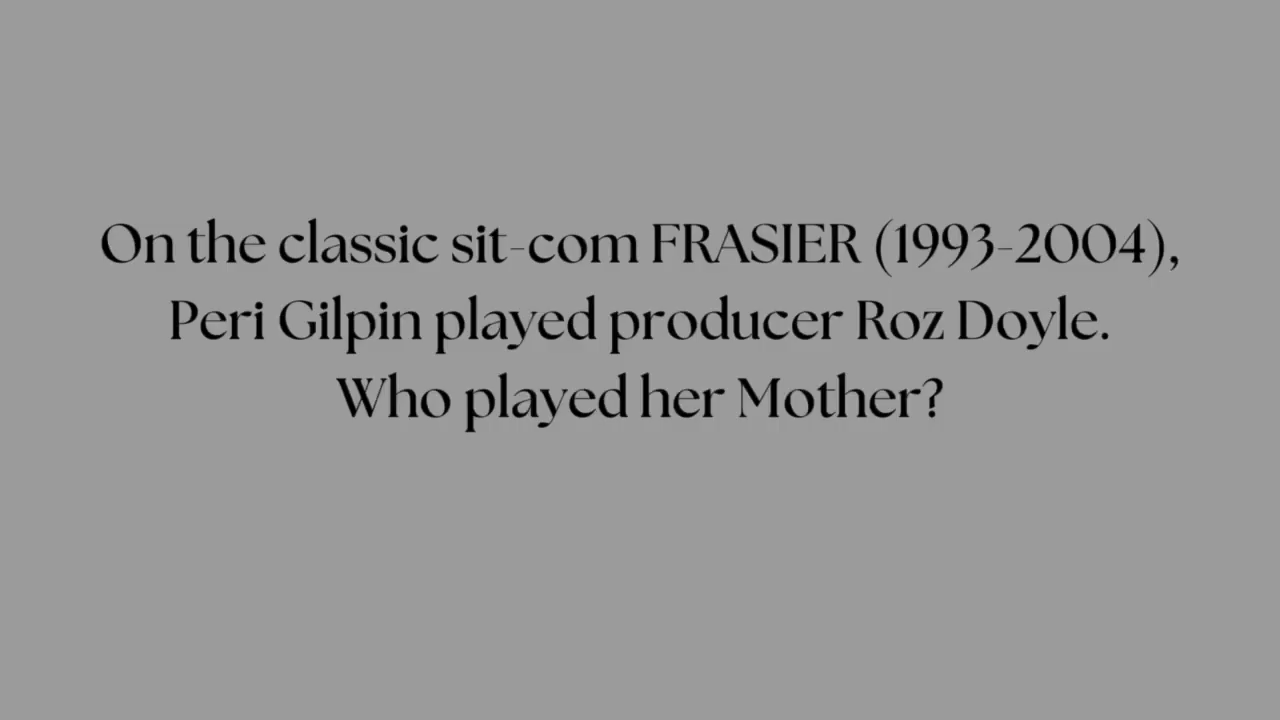 On the classic sit-com FRASIER (1993-2004),
Peri Gilpin played producer Roz Doyle.
Who played her Mother?